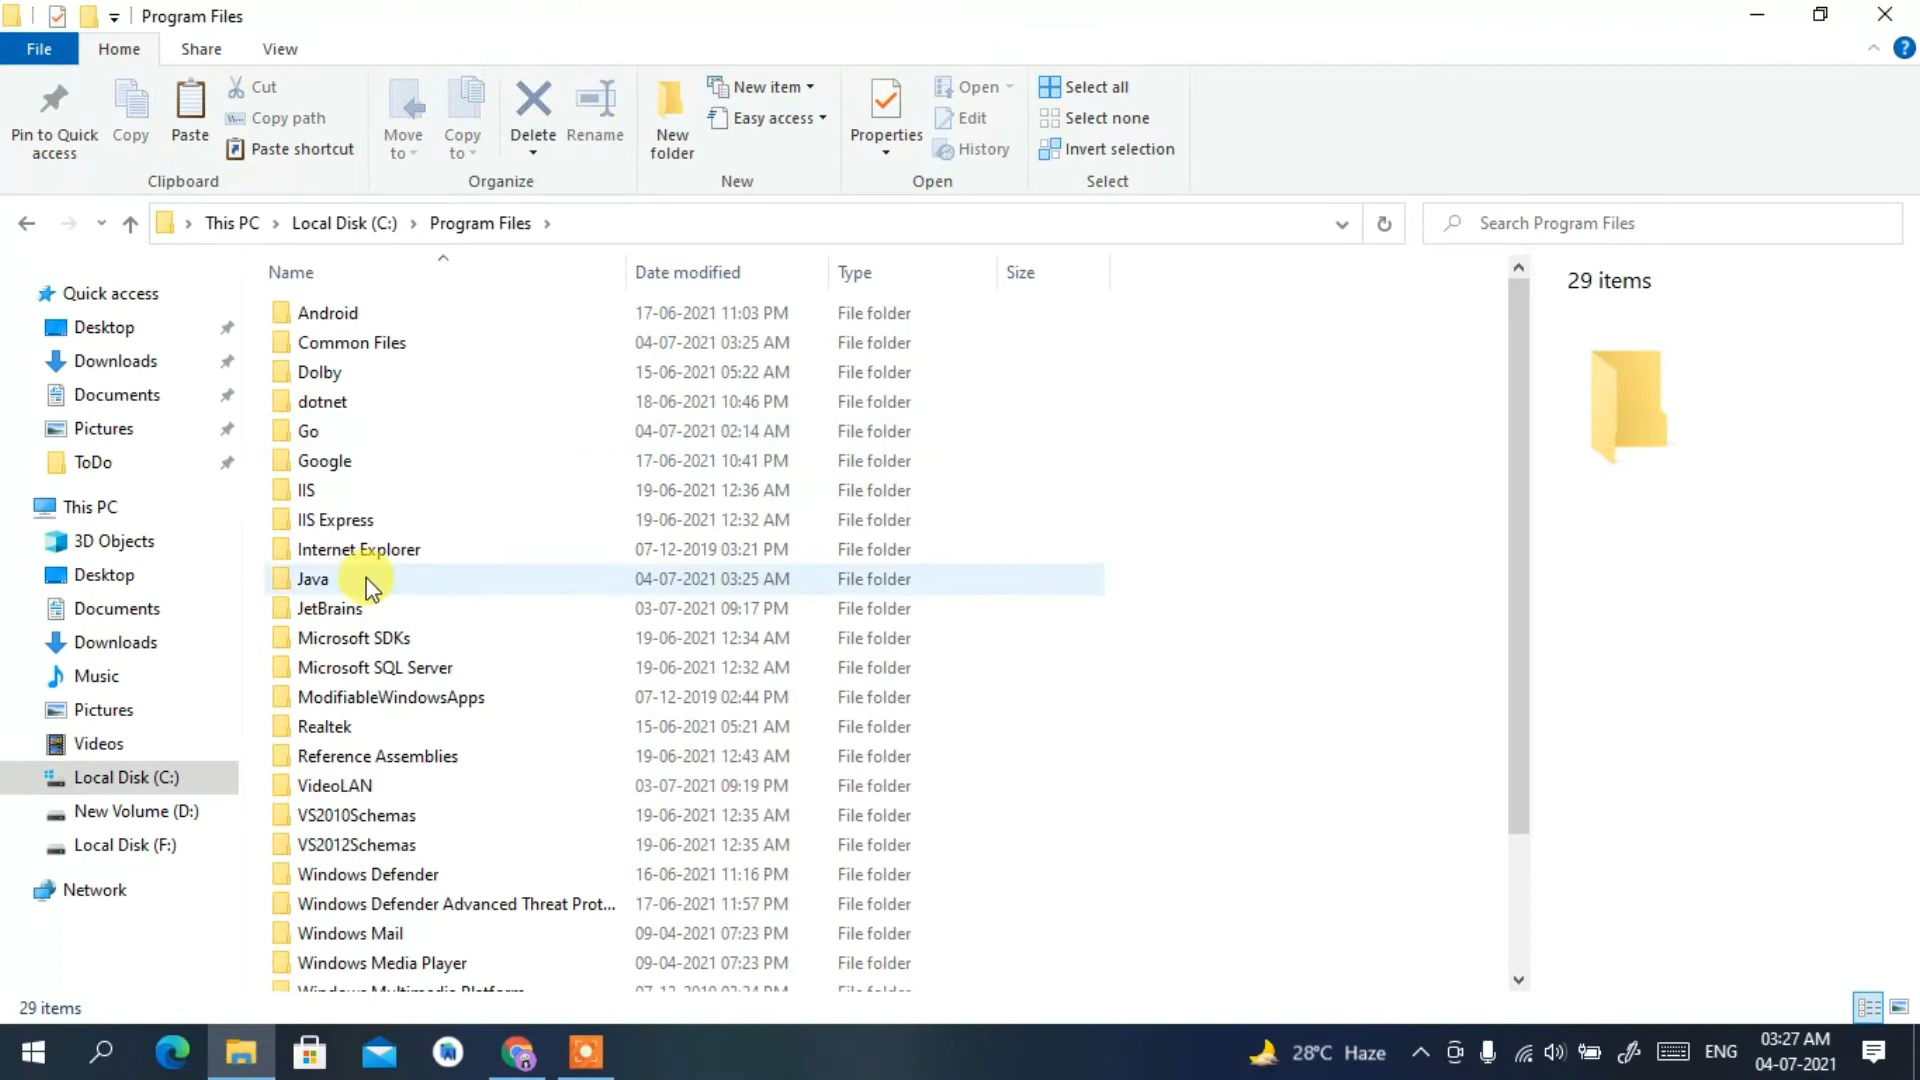 Program Files
File Home Share View
Pin to Quick access
Copy
Paste
Cut
Copy path
Paste shortcut
Clipboard
Move to
Copy to
Delete
Rename
Organize
New folder
New item
Easy access
New
Properties
Open
Edit
History
Open
Select all
Select none
Invert selection
Select
This PC Local Disk (C:) Program Files
Search Program Files
Quick access
Desktop
Downloads
Documents
Pictures
ToDo
This PC
3D Objects
Desktop
Documents
Downloads
Music
Pictures
Videos
Local Disk (C:)
New Volume (D:)
Local Disk (F:)
Network
Name Date modified Type Size
Android 17-06-2021 11:03 PM File folder
Common Files 04-07-2021 03:25 AM File folder
Dolby 15-06-2021 05:22 AM File folder
dotnet 18-06-2021 10:46 PM File folder
Go 04-07-2021 02:14 AM File folder
Google 17-06-2021 10:41 PM File folder
IIS 19-06-2021 12:36 AM File folder
IIS Express 19-06-2021 12:32 AM File folder
Internet Explorer 07-12-2019 03:21 PM File folder
Java 04-07-2021 03:25 AM File folder
JetBrains 03-07-2021 09:17 PM File folder
Microsoft SDKs 19-06-2021 12:34 AM File folder
Microsoft SQL Server 19-06-2021 12:32 AM File folder
ModifiableWindowsApps 07-12-2019 02:44 PM File folder
Realtek 15-06-2021 05:21 AM File folder
Reference Assemblies 19-06-2021 12:43 AM File folder
VideoLAN 03-07-2021 09:19 PM File folder
VS2010Schemas 19-06-2021 12:35 AM File folder
VS2012Schemas 19-06-2021 12:35 AM File folder
Windows Defender 16-06-2021 11:16 PM File folder
Windows Defender Advanced Threat Prot... 17-06-2021 11:57 PM File folder
Windows Mail 09-04-2021 07:23 PM File folder
Windows Media Player 09-04-2021 07:23 PM File folder
29 items
29 items
28°C Haze
ENG
03:27 AM
04-07-2021